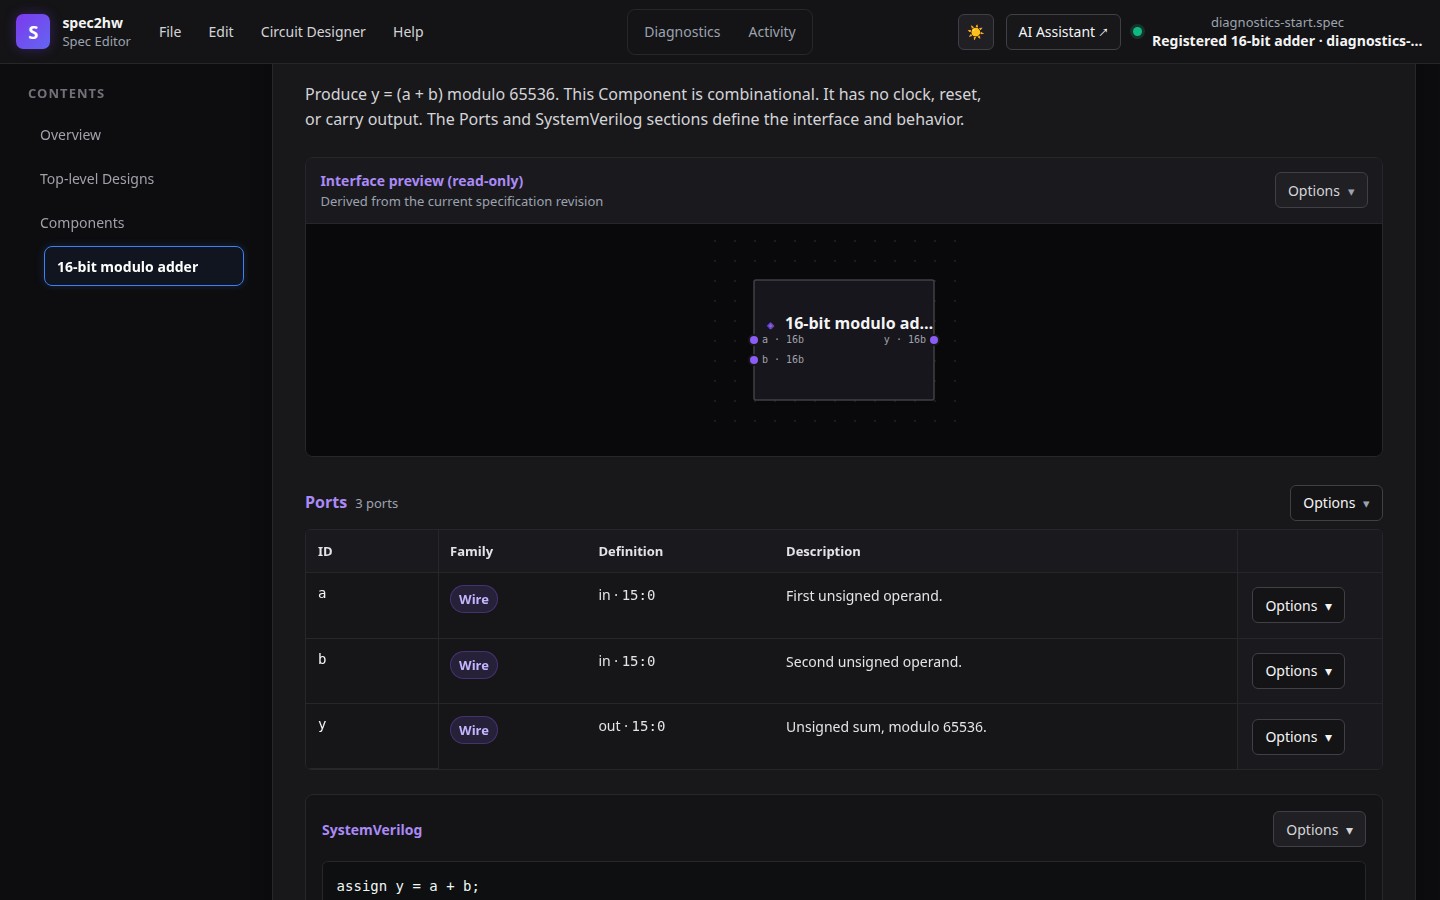 S
spec2hw
Spec Editor
File
Edit
Circuit Designer
Help
Diagnostics
Activity
AI Assistant ↗
diagnostics-start.spec
Registered 16-bit adder · diagnostics-...
CONTENTS
Overview
Top-level Designs
Components
16-bit modulo adder
Produce y = (a + b) modulo 65536. This Component is combinational. It has no clock, reset,
or carry output. The Ports and SystemVerilog sections define the interface and behavior.
Interface preview (read-only)
Derived from the current specification revision
Options ▾
16-bit modulo ad...
a · 16b
y · 16b
b · 16b
Ports 3 ports
Options ▾
ID Family Definition Description
a Wire in · 15:0 First unsigned operand. Options ▾
b Wire in · 15:0 Second unsigned operand. Options ▾
y Wire out · 15:0 Unsigned sum, modulo 65536. Options ▾
SystemVerilog
Options ▾
assign y = a + b;